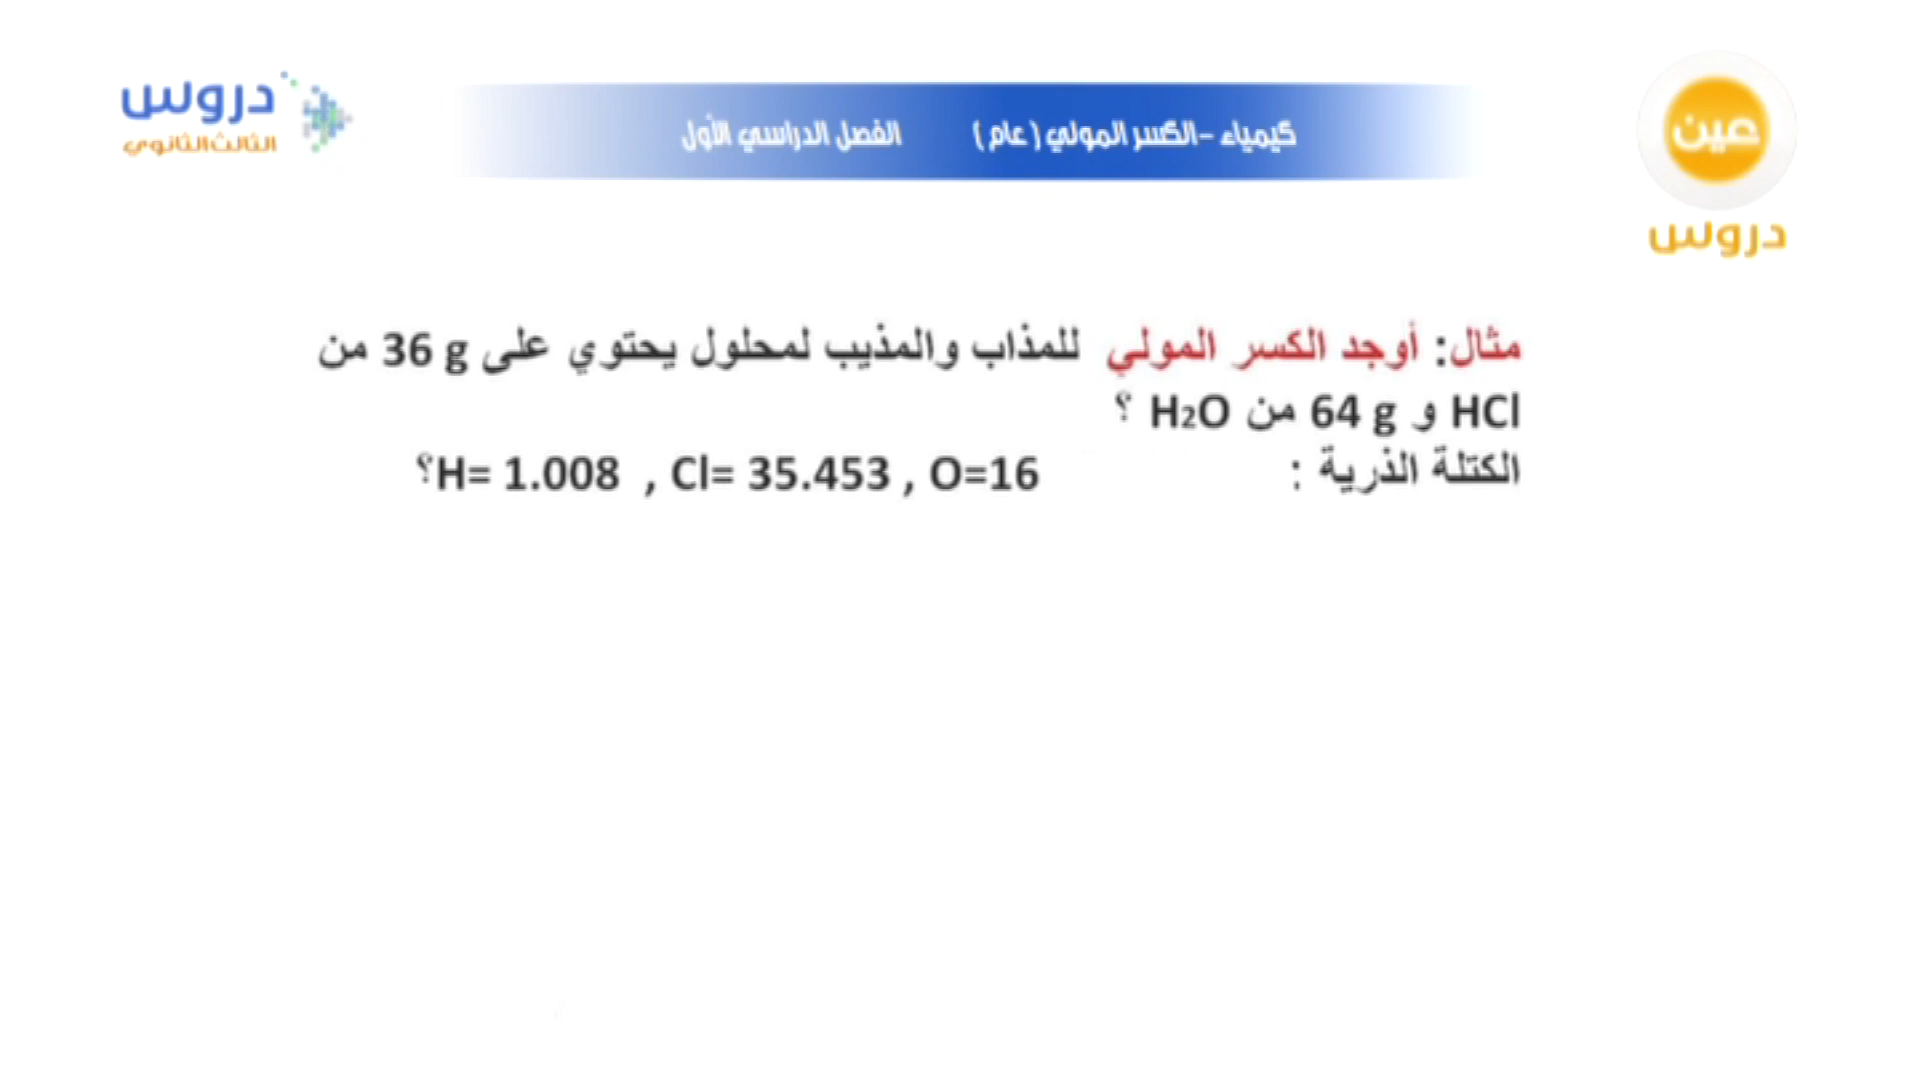 دروس
الثالث الثانوي
كيمياء -الكسر المولي ( عام ) الفصل الدراسي الأول
عين
دروس
مثال: أوجد الكسر المولي للمذاب والمذيب لمحلول يحتوي على 36 g من
HCl و 64 g من H₂O ؟
الكتلة الذرية : H= 1.008 , Cl= 35.453 , O=16؟